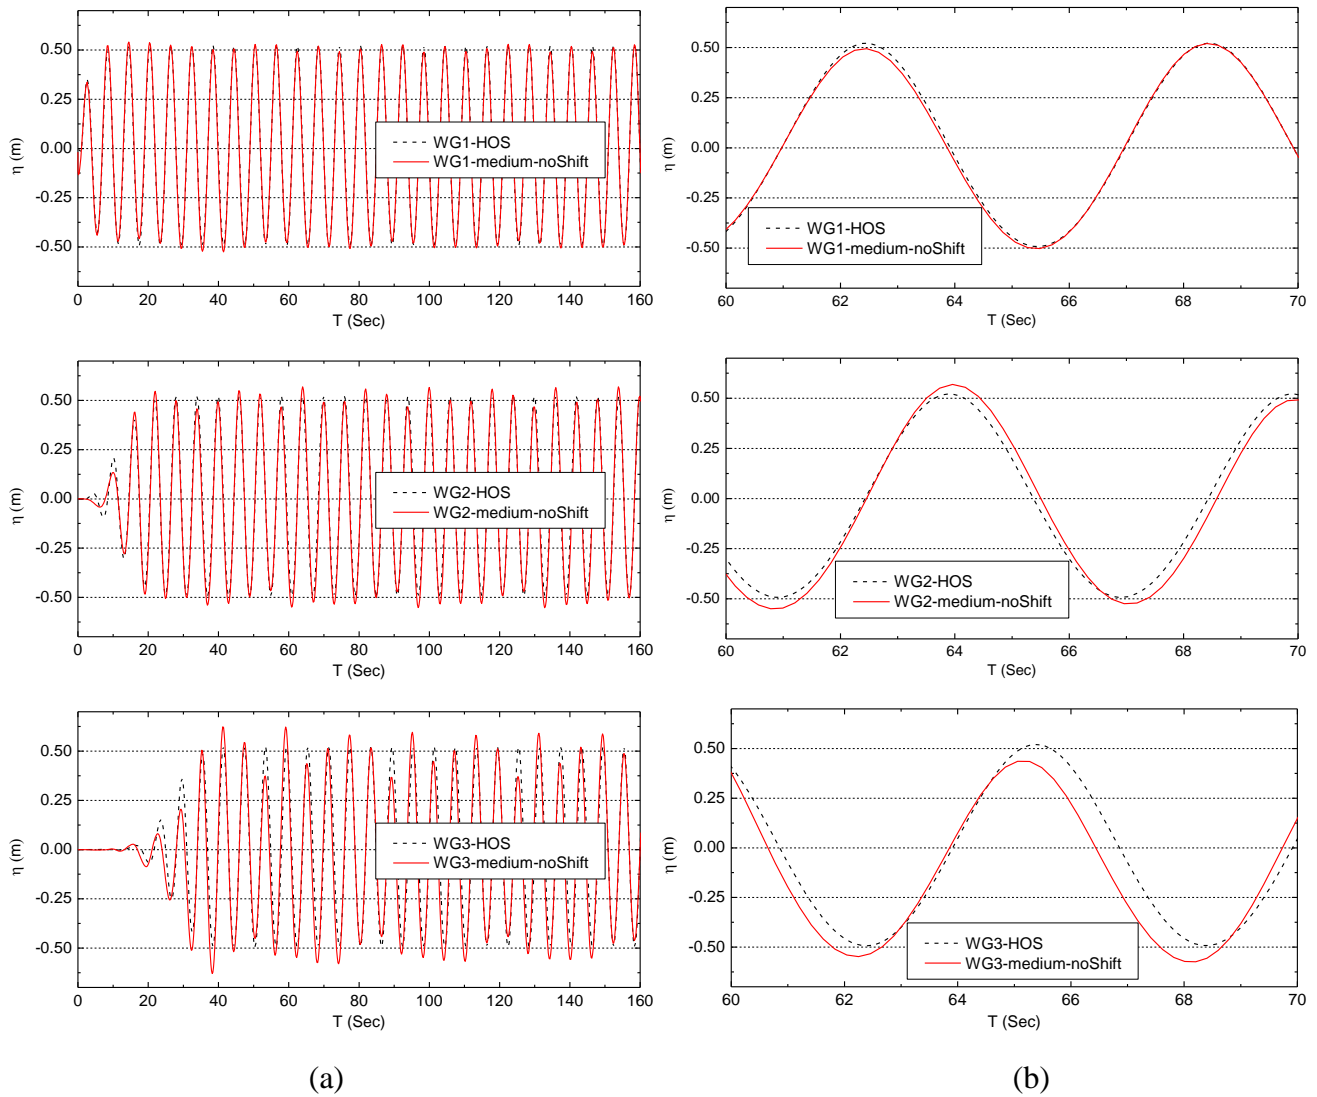 0.50
0.25
0.00
-0.25
-0.50
η (m)
WG1-HOS
WG1-medium-noShift
0 20 40 60 80 100 120 140 160
T (Sec)
0.50
0.25
0.00
-0.25
-0.50
η (m)
WG1-HOS
WG1-medium-noShift
60 62 64 66 68 70
T (Sec)
0.50
0.25
0.00
-0.25
-0.50
η (m)
WG2-HOS
WG2-medium-noShift
0 20 40 60 80 100 120 140 160
T (Sec)
0.50
0.25
0.00
-0.25
-0.50
η (m)
WG2-HOS
WG2-medium-noShift
60 62 64 66 68 70
T (Sec)
0.50
0.25
0.00
-0.25
-0.50
η (m)
WG3-HOS
WG3-medium-noShift
0 20 40 60 80 100 120 140 160
T (Sec)
0.50
0.25
0.00
-0.25
-0.50
η (m)
WG3-HOS
WG3-medium-noShift
60 62 64 66 68 70
T (Sec)
(a) (b)